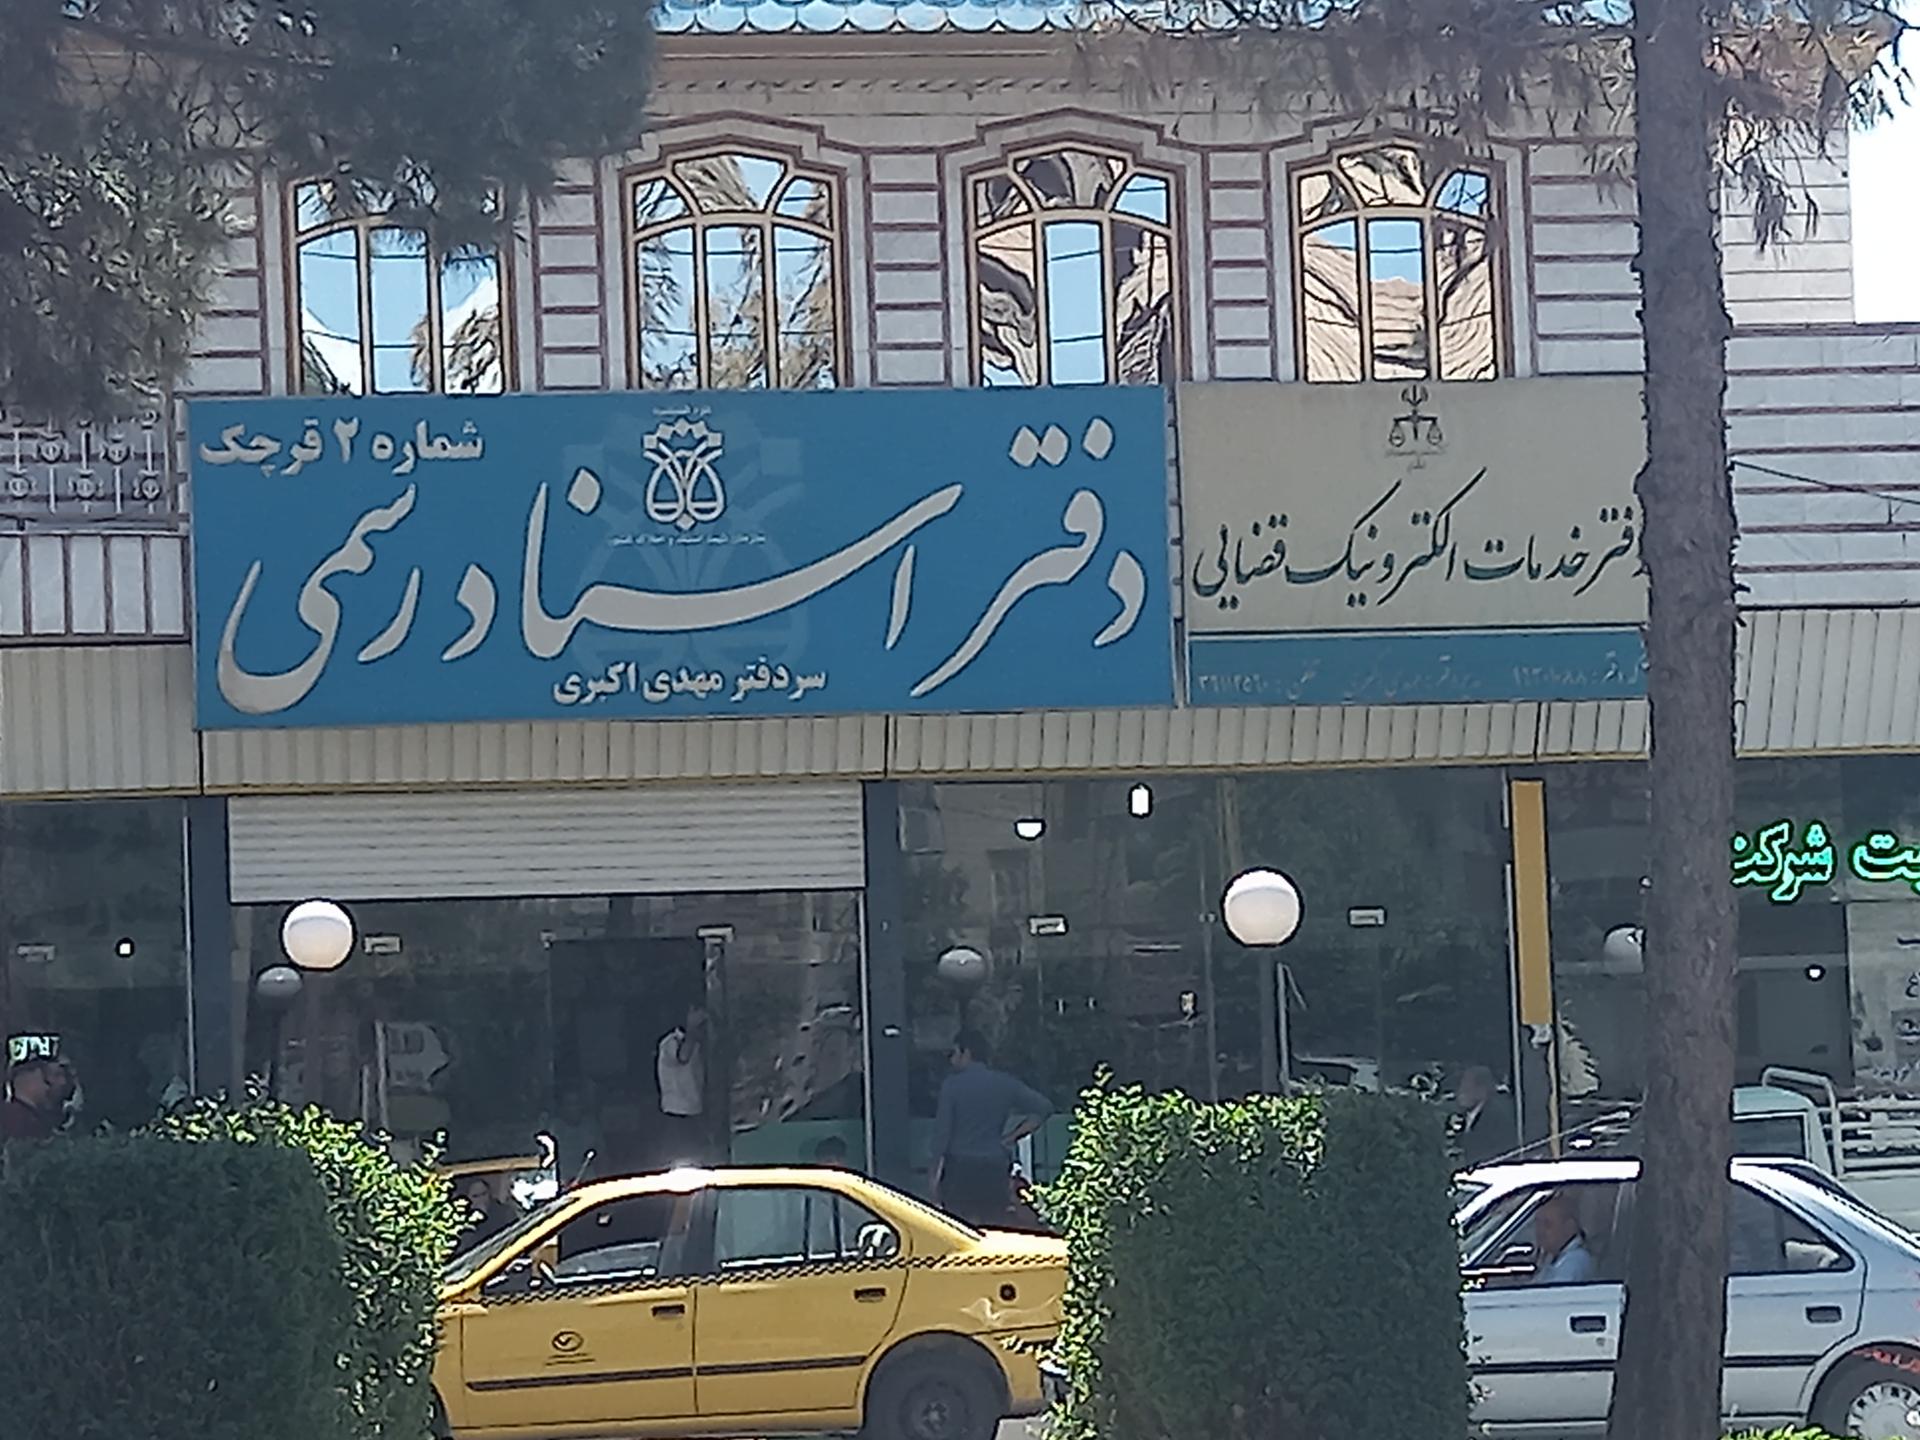 شماره ۲ قرچک
دفتر اسناد رسمی
سردفتر مهدی اکبری
دفتر خدمات الکترونیک قضایی
شرکت